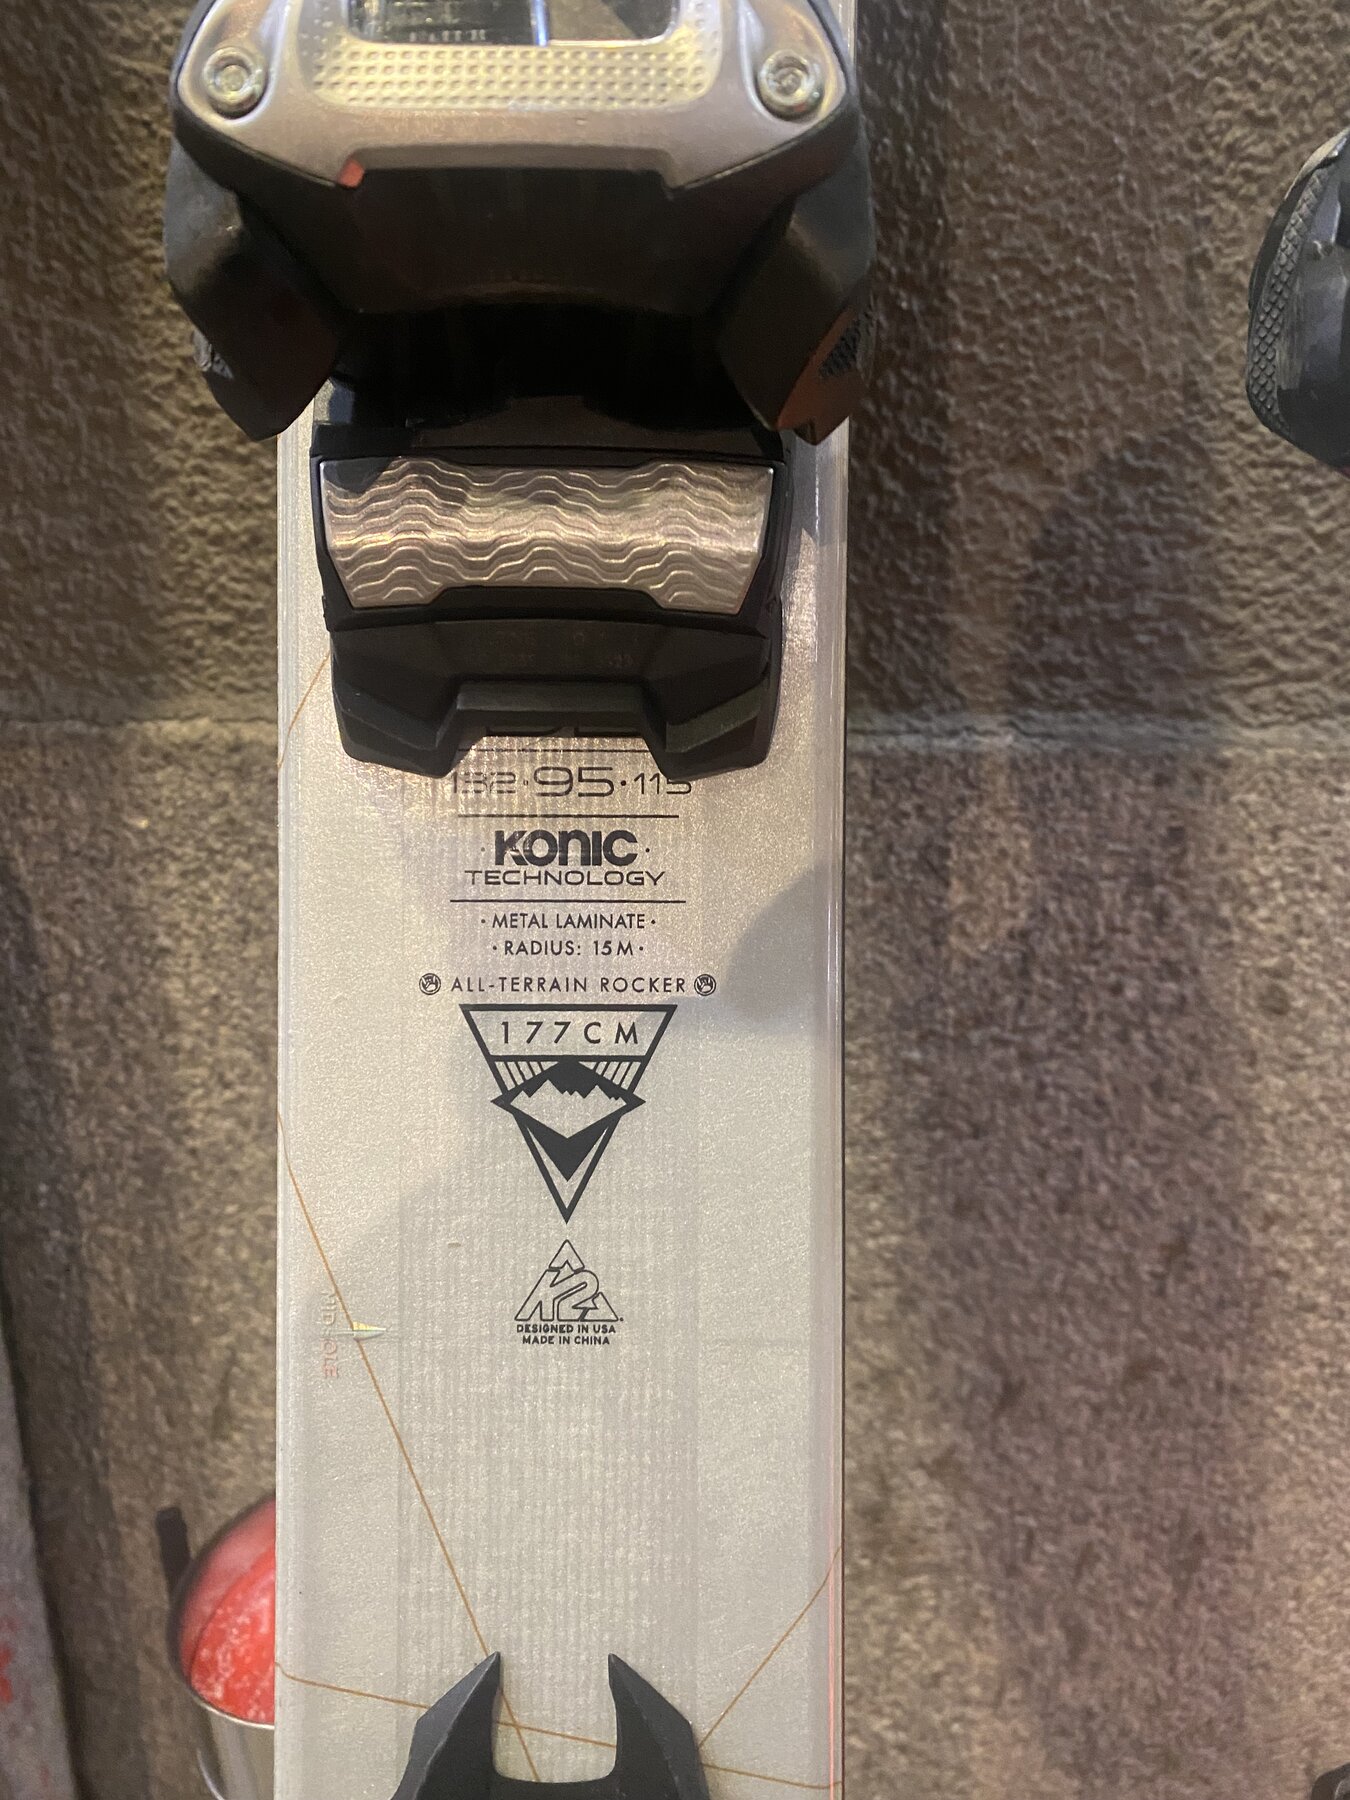 132·95·115
·KONIC·
TECHNOLOGY
· METAL LAMINATE ·
· RADIUS: 15M ·
ALL-TERRAIN ROCKER
177CM
K2
DESIGNED IN USA
MADE IN CHINA